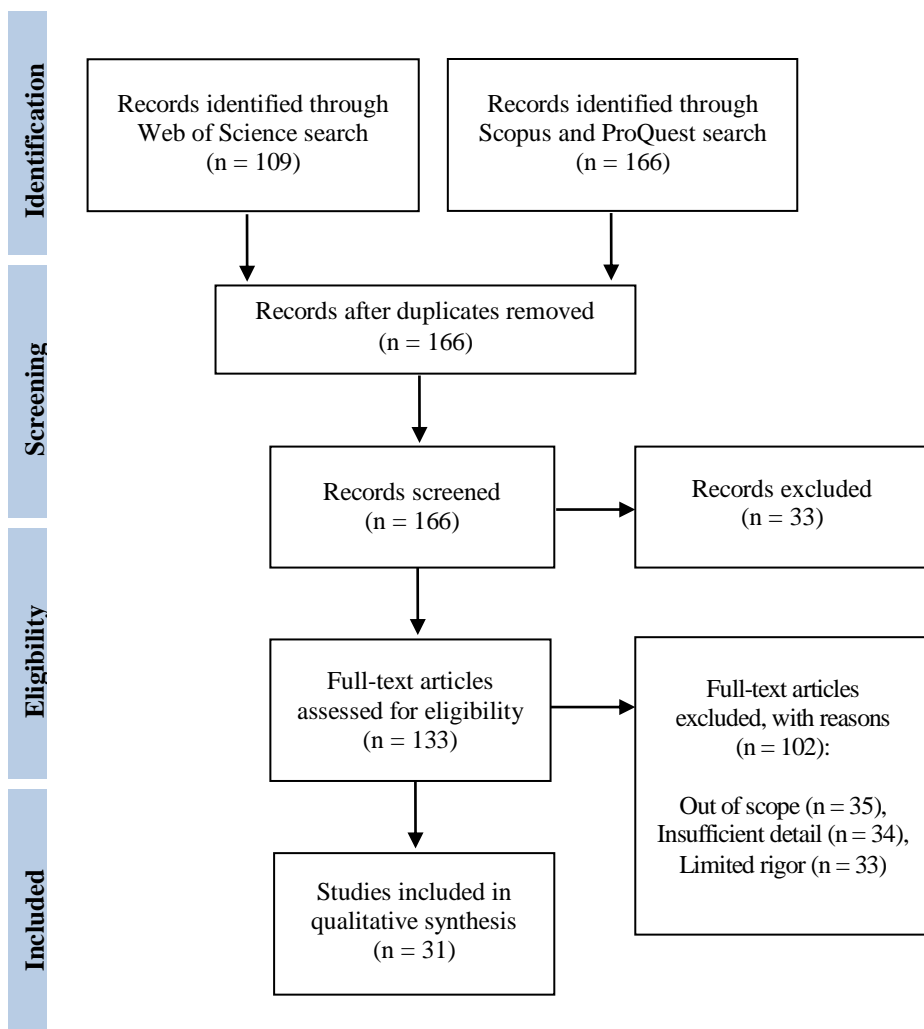 Identification
Records identified through
Web of Science search
(n = 109)
Records identified through
Scopus and ProQuest search
(n = 166)
Screening
Records after duplicates removed
(n = 166)
Records screened
(n = 166)
Records excluded
(n = 33)
Eligibility
Full-text articles
assessed for eligibility
(n = 133)
Full-text articles
excluded, with reasons
(n = 102):
Out of scope (n = 35),
Insufficient detail (n = 34),
Limited rigor (n = 33)
Included
Studies included in
qualitative synthesis
(n = 31)